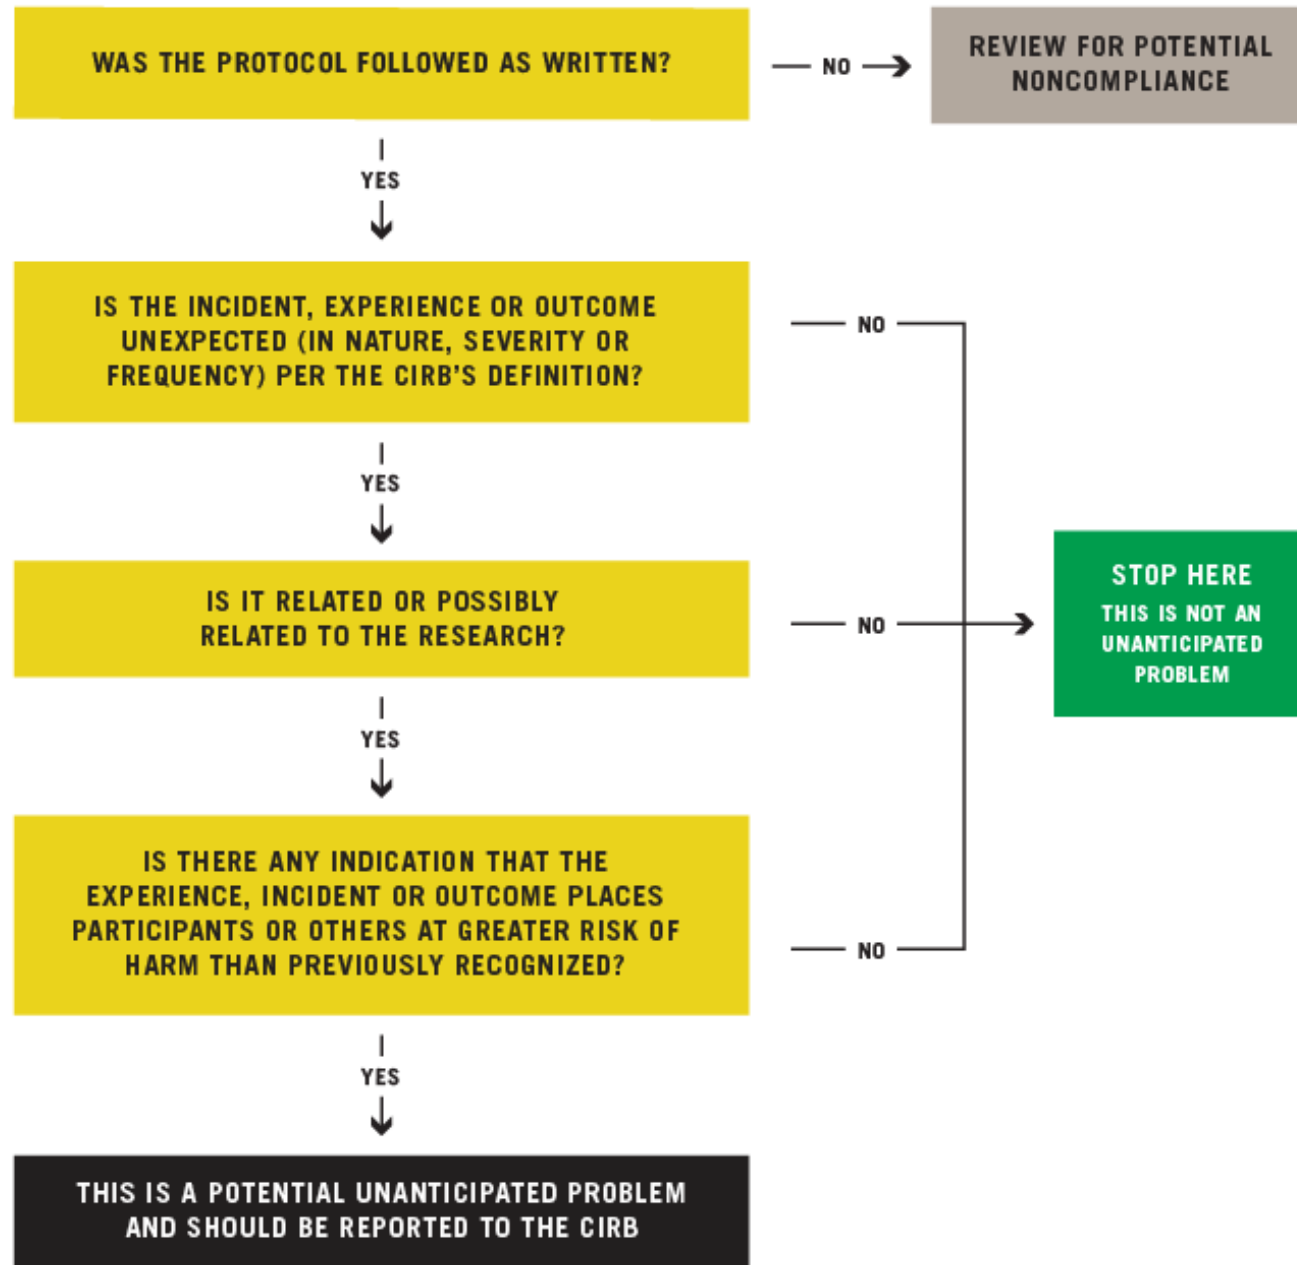 WAS THE PROTOCOL FOLLOWED AS WRITTEN?
NO
REVIEW FOR POTENTIAL
NONCOMPLIANCE
YES
IS THE INCIDENT, EXPERIENCE OR OUTCOME
UNEXPECTED (IN NATURE, SEVERITY OR
FREQUENCY) PER THE CIRB'S DEFINITION?
NO
YES
IS IT RELATED OR POSSIBLY
RELATED TO THE RESEARCH?
NO
STOP HERE
THIS IS NOT AN
UNANTICIPATED
PROBLEM
YES
IS THERE ANY INDICATION THAT THE
EXPERIENCE, INCIDENT OR OUTCOME PLACES
PARTICIPANTS OR OTHERS AT GREATER RISK OF
HARM THAN PREVIOUSLY RECOGNIZED?
NO
YES
THIS IS A POTENTIAL UNANTICIPATED PROBLEM
AND SHOULD BE REPORTED TO THE CIRB